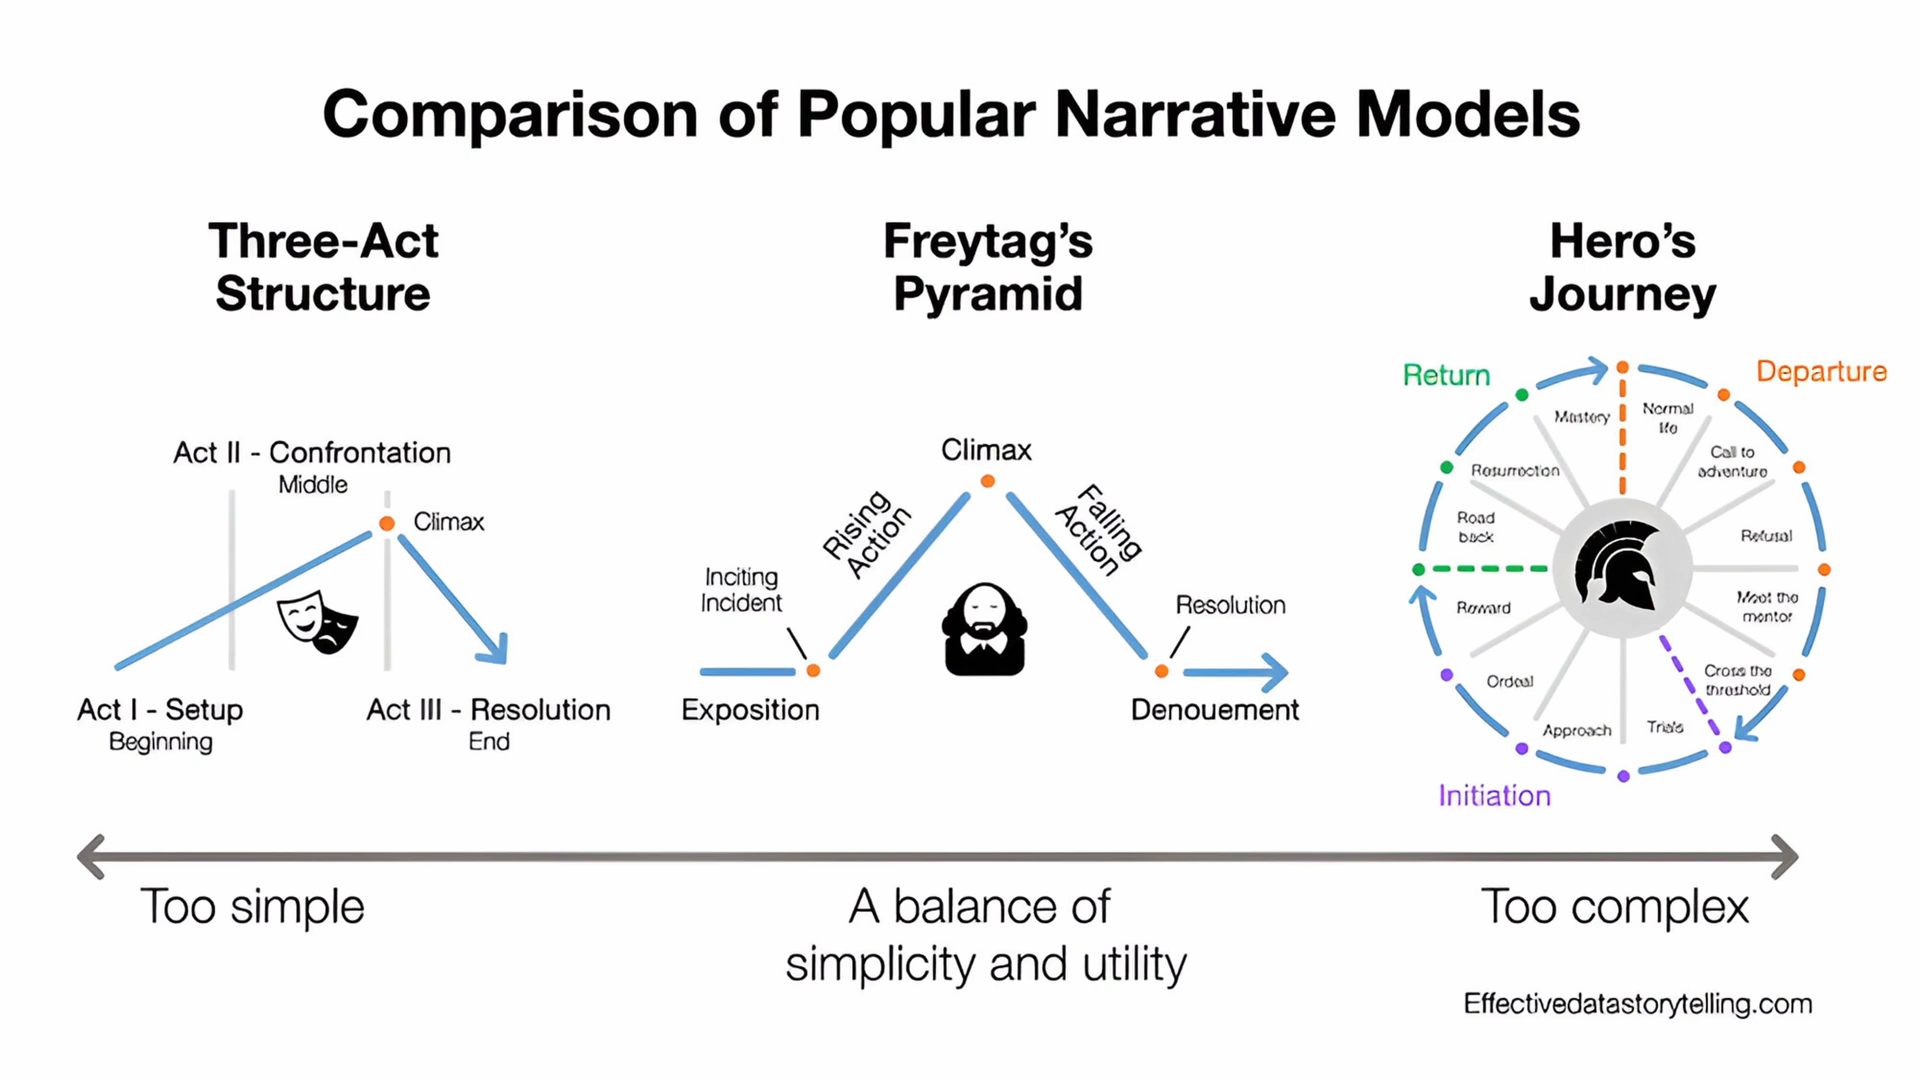 Comparison of Popular Narrative Models
Three-Act
Structure
Act II - Confrontation
Middle
Climax
Act I - Setup
Beginning
Act III - Resolution
End
Freytag's
Pyramid
Climax
Rising
Action
Falling
Action
Inciting
Incident
Resolution
Exposition
Denouement
Hero's
Journey
Return
Departure
Initiation
Normal
life
Call to
adventure
Refusal
Meet the
mentor
Cross the
threshold
Trials
Approach
Ordeal
Reward
Road
back
Resurrection
Mastery
Too simple
A balance of
simplicity and utility
Too complex
Effectivedatastorytelling.com